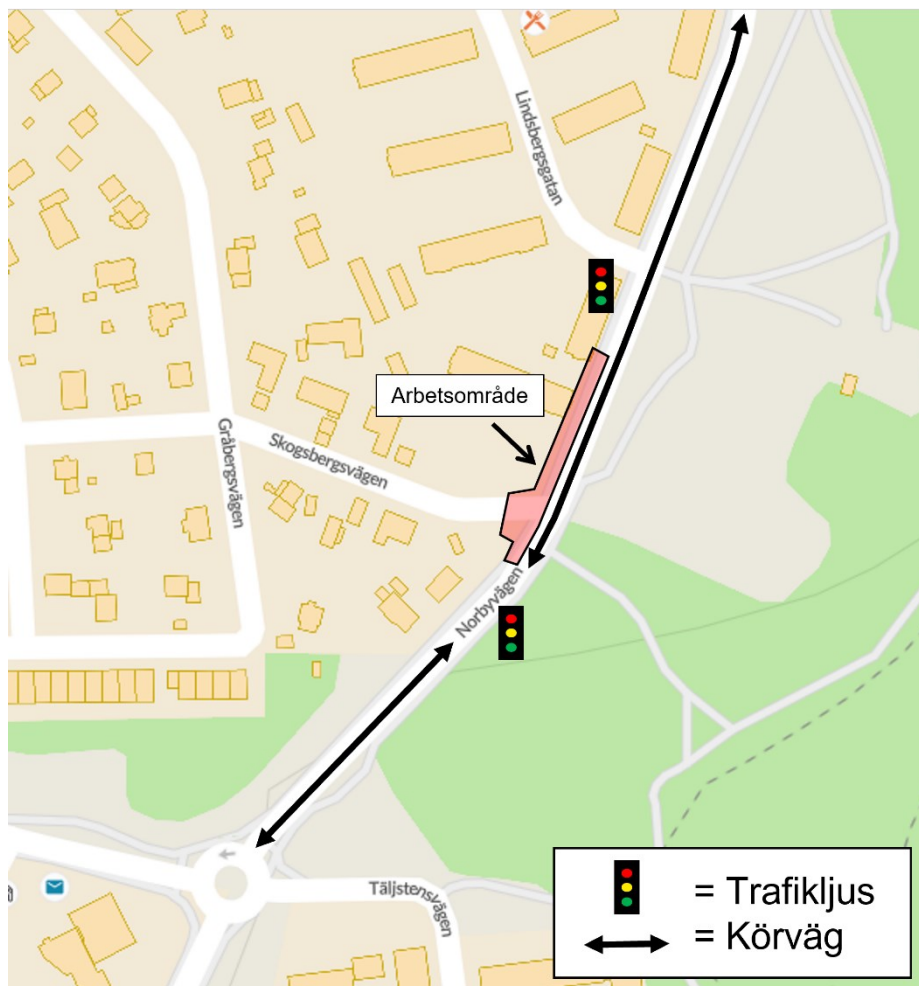 Lindsbergsgatan
Arbetsområde
Skogsbergsvägen
Gråbergsvägen
Norbyvägen
Täljstensvägen
= Trafikljus
= Körväg